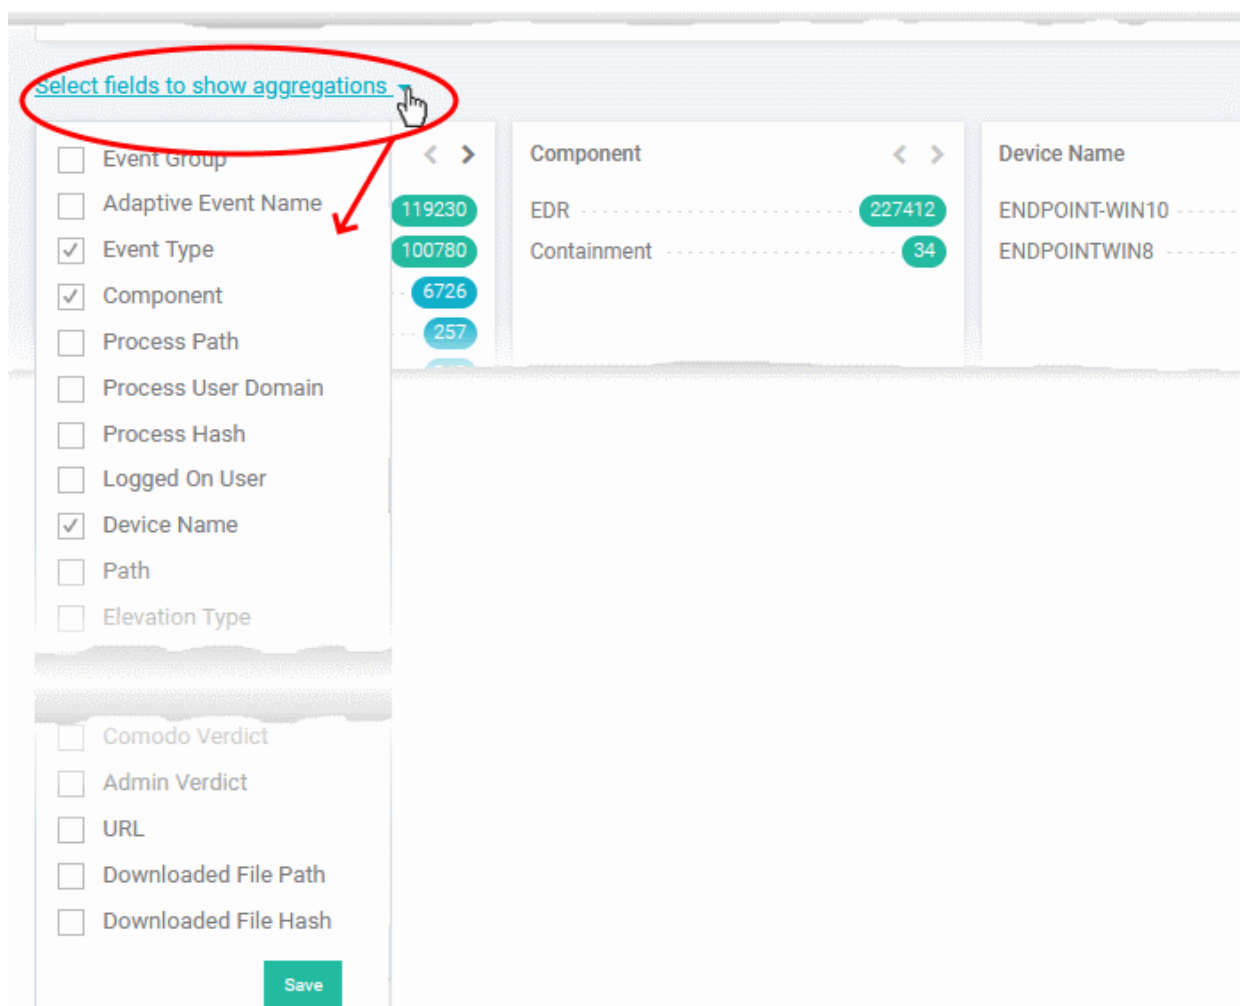 Select fields to show aggregations
Event Group
Adaptive Event Name
Event Type
Component
Process Path
Process User Domain
Process Hash
Logged On User
Device Name
Path
Elevation Type
Comodo Verdict
Admin Verdict
URL
Downloaded File Path
Downloaded File Hash
Save
119230
100780
6726
257
Component
EDR 227412
Containment 34
Device Name
ENDPOINT-WIN10
ENDPOINTWIN8